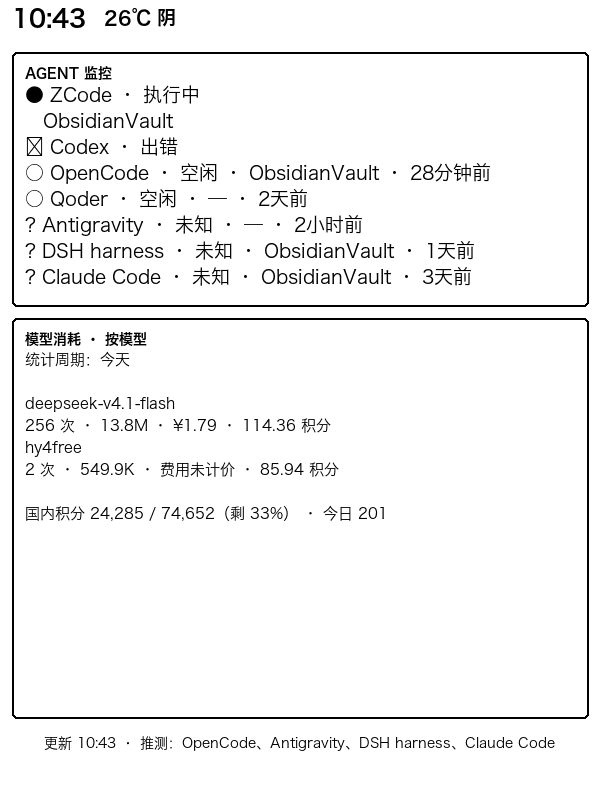 10:43 26℃ 阴
AGENT 监控
● ZCode · 执行中
ObsidianVault
☒ Codex · 出错
○ OpenCode · 空闲 · ObsidianVault · 28分钟前
○ Qoder · 空闲 · — · 2天前
? Antigravity · 未知 · — · 2小时前
? DSH harness · 未知 · ObsidianVault · 1天前
? Claude Code · 未知 · ObsidianVault · 3天前
模型消耗 · 按模型
统计周期：今天
deepseek-v4.1-flash
256 次 · 13.8M · ¥1.79 · 114.36 积分
hy4free
2 次 · 549.9K · 费用未计价 · 85.94 积分
国内积分 24,285 / 74,652（剩 33%） · 今日 201
更新 10:43 · 推测：OpenCode、Antigravity、DSH harness、Claude Code